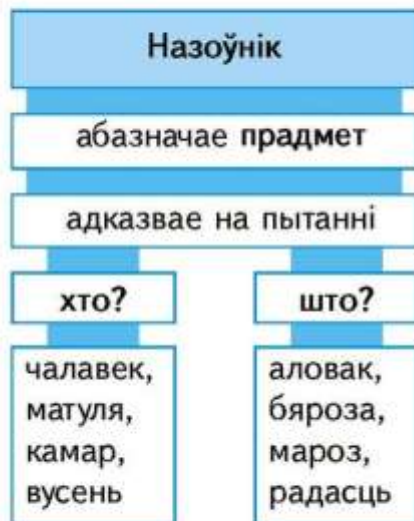 Назоўнік
абазначае прадмет
адказвае на пытанні
хто?
чалавек,
матуля,
камар,
вусень
што?
аловак,
бяроза,
мароз,
радасць